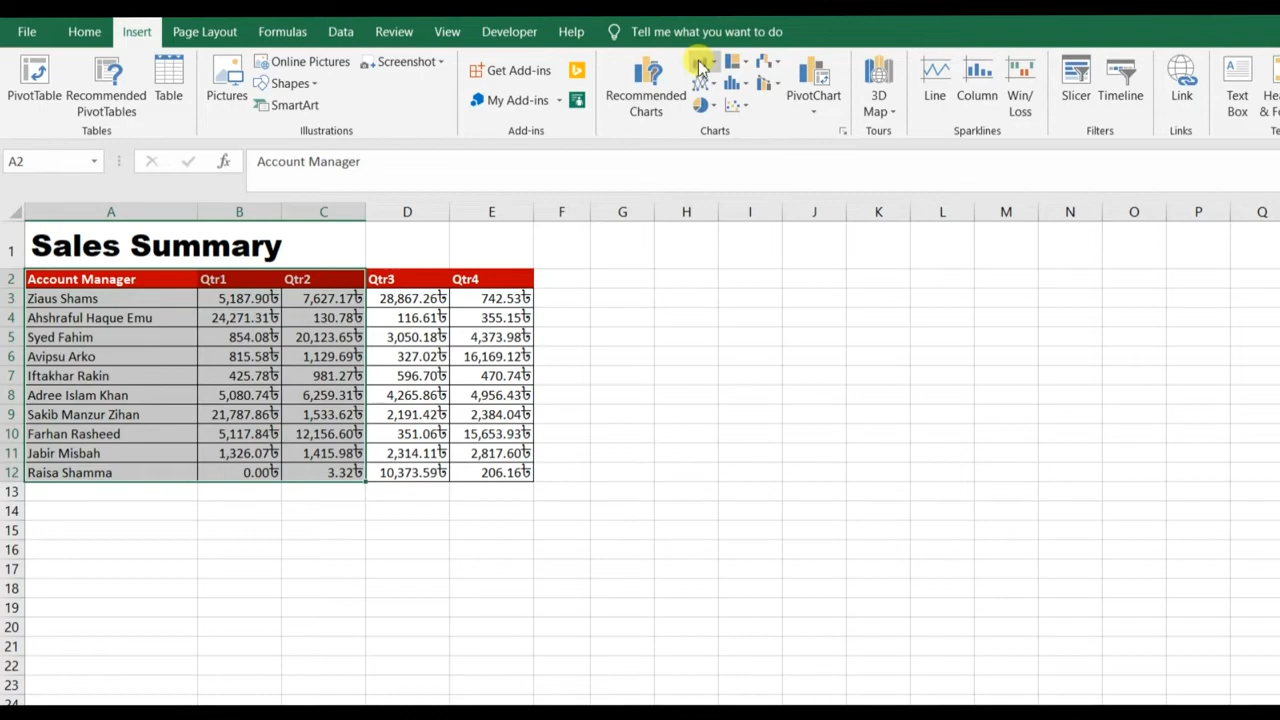 File Home Insert Page Layout Formulas Data Review View Developer Help Tell me what you want to do
PivotTable Recommended PivotTables Table Pictures Online Pictures Shapes SmartArt Screenshot Get Add-ins My Add-ins Recommended Charts PivotChart 3D Map Line Column Win/Loss Slicer Timeline Link Text Box
Tables Illustrations Add-ins Charts Tours Sparklines Filters Links
A2 fx Account Manager
A B C D E F G H I J K L M N O P Q
1 Sales Summary
2 Account Manager Qtr1 Qtr2 Qtr3 Qtr4
3 Ziaus Shams 5,187.90৳ 7,627.17৳ 28,867.26৳ 742.53৳
4 Ahshraful Haque Emu 24,271.31৳ 130.78৳ 116.61৳ 355.15৳
5 Syed Fahim 854.08৳ 20,123.65৳ 3,050.18৳ 4,373.98৳
6 Avipsu Arko 815.58৳ 1,129.69৳ 327.02৳ 16,169.12৳
7 Iftakhar Rakin 425.78৳ 981.27৳ 596.70৳ 470.74৳
8 Adree Islam Khan 5,080.74৳ 6,259.31৳ 4,265.86৳ 4,956.43৳
9 Sakib Manzur Zihan 21,787.86৳ 1,533.62৳ 2,191.42৳ 2,384.04৳
10 Farhan Rasheed 5,117.84৳ 12,156.60৳ 351.06৳ 15,653.93৳
11 Jabir Misbah 1,326.07৳ 1,415.98৳ 2,314.11৳ 2,817.60৳
12 Raisa Shamma 0.00৳ 3.32৳ 10,373.59৳ 206.16৳
13
14
15
16
17
18
19
20
21
22
23